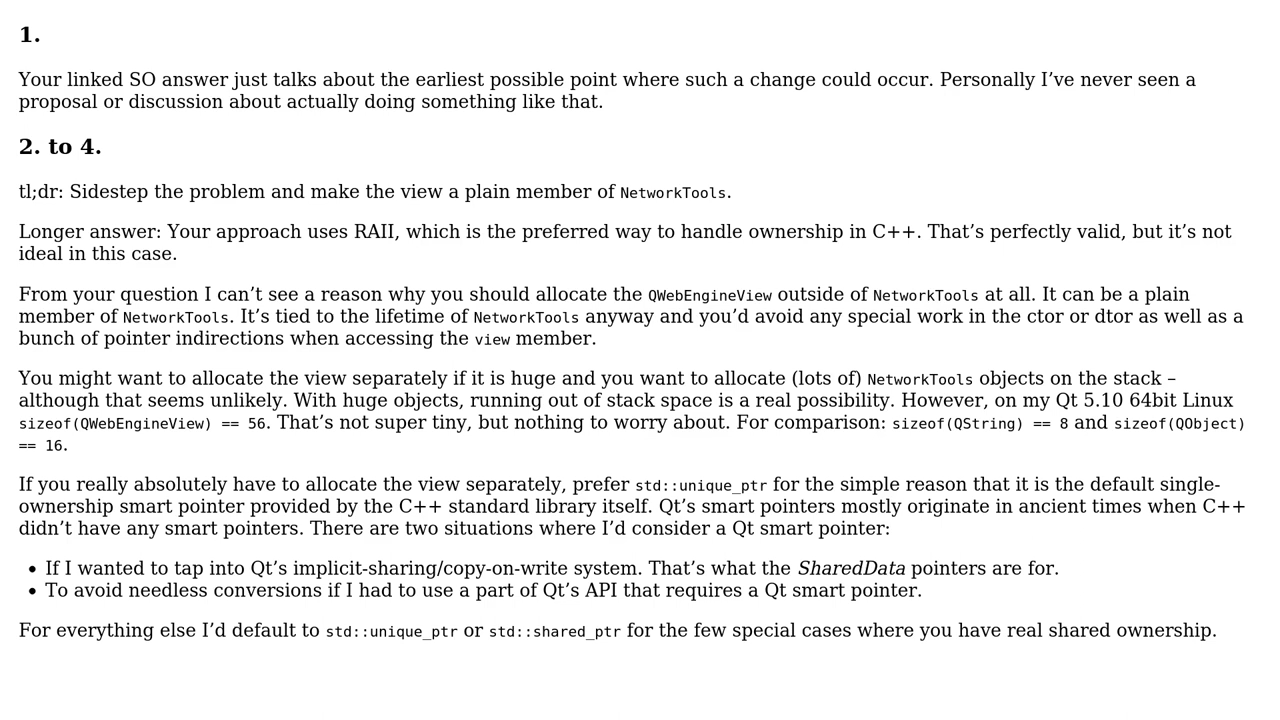 1.
Your linked SO answer just talks about the earliest possible point where such a change could occur. Personally I’ve never seen a
proposal or discussion about actually doing something like that.
2. to 4.
tl;dr: Sidestep the problem and make the view a plain member of NetworkTools.
Longer answer: Your approach uses RAII, which is the preferred way to handle ownership in C++. That’s perfectly valid, but it’s not
ideal in this case.
From your question I can’t see a reason why you should allocate the QWebEngineView outside of NetworkTools at all. It can be a plain
member of NetworkTools. It’s tied to the lifetime of NetworkTools anyway and you’d avoid any special work in the ctor or dtor as well as a
bunch of pointer indirections when accessing the view member.
You might want to allocate the view separately if it is huge and you want to allocate (lots of) NetworkTools objects on the stack –
although that seems unlikely. With huge objects, running out of stack space is a real possibility. However, on my Qt 5.10 64bit Linux
sizeof(QWebEngineView) == 56. That’s not super tiny, but nothing to worry about. For comparison: sizeof(QString) == 8 and sizeof(QObject)
== 16.
If you really absolutely have to allocate the view separately, prefer std::unique_ptr for the simple reason that it is the default single-
ownership smart pointer provided by the C++ standard library itself. Qt’s smart pointers mostly originate in ancient times when C++
didn’t have any smart pointers. There are two situations where I’d consider a Qt smart pointer:
• If I wanted to tap into Qt’s implicit-sharing/copy-on-write system. That’s what the SharedData pointers are for.
• To avoid needless conversions if I had to use a part of Qt’s API that requires a Qt smart pointer.
For everything else I’d default to std::unique_ptr or std::shared_ptr for the few special cases where you have real shared ownership.